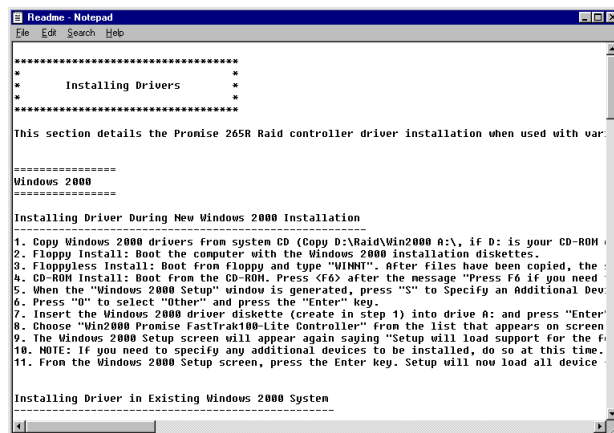 Readme - Notepad
File Edit Search Help
***********************************
* *
* Installing Drivers *
* *
***********************************
This section details the Promise 265R Raid controller driver installation when used with var
================
Windows 2000
================
Installing Driver During New Windows 2000 Installation
-------------------------------------------------------
1. Copy Windows 2000 drivers from system CD (Copy D:\Raid\Win2000 A:\, if D: is your CD-ROM
2. Floppy Install: Boot the computer with the Windows 2000 installation diskettes.
3. Floppyless Install: Boot from floppy and type "WINNT". After files have been copied, the
4. CD-ROM Install: Boot from the CD-ROM. Press <F6> after the message "Press F6 if you need
5. When the "Windows 2000 Setup" window is generated, press "S" to Specify an Additional Dev
6. Press "O" to select "Other" and press the "Enter" key.
7. Insert the Windows 2000 driver diskette (create in step 1) into drive A: and press "Enter"
8. Choose "Win2000 Promise FastTrak100-Lite Controller" from the list that appears on screen
9. The Windows 2000 Setup screen will appear again saying "Setup will load support for the
10. NOTE: If you need to specify any additional devices to be installed, do so at this time.
11. From the Windows 2000 Setup screen, press the Enter key. Setup will now load all device
Installing Driver in Existing Windows 2000 System
--------------------------------------------------